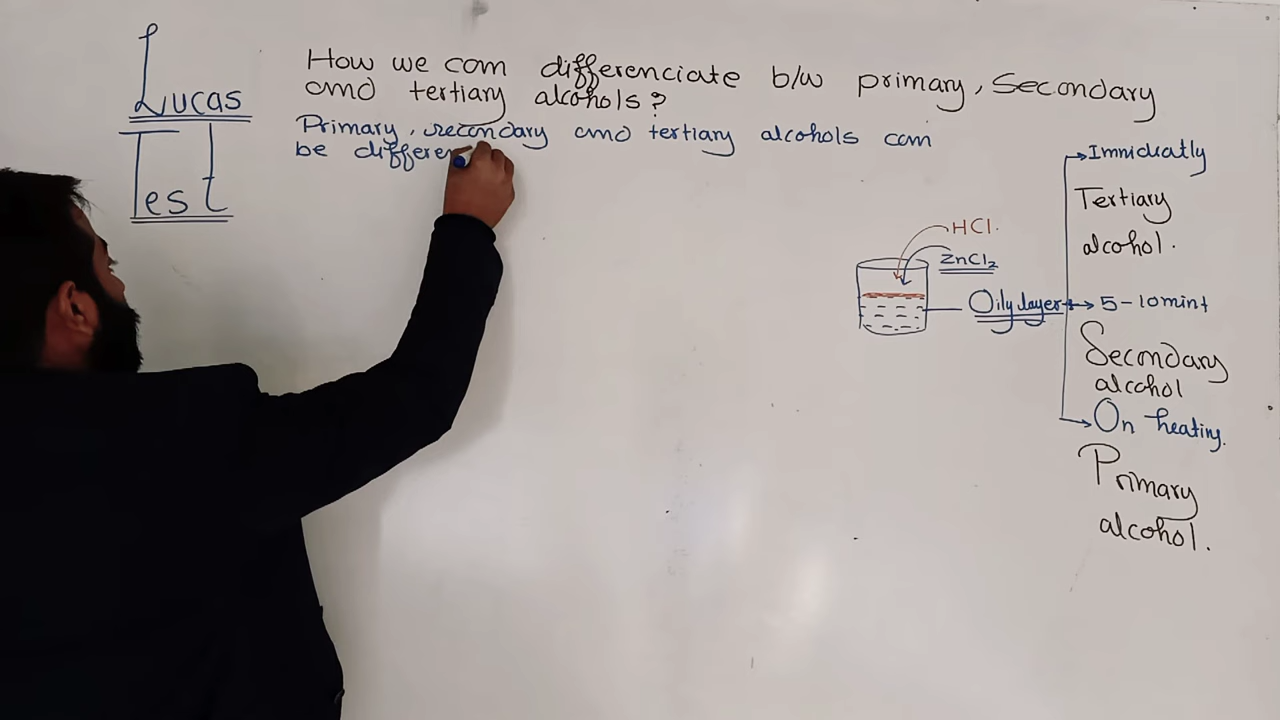 Lucas
Test
How we can differenciate b/w primary, Secondary
and tertiary alcohols?
Primary, secondary and tertiary alcohols can
be differen
HCl.
ZnCl2
Oily layer
Immidiatly
Tertiary
alcohol.
5-10mint
Secondary
alcohol
On heating.
Primary
alcohol.